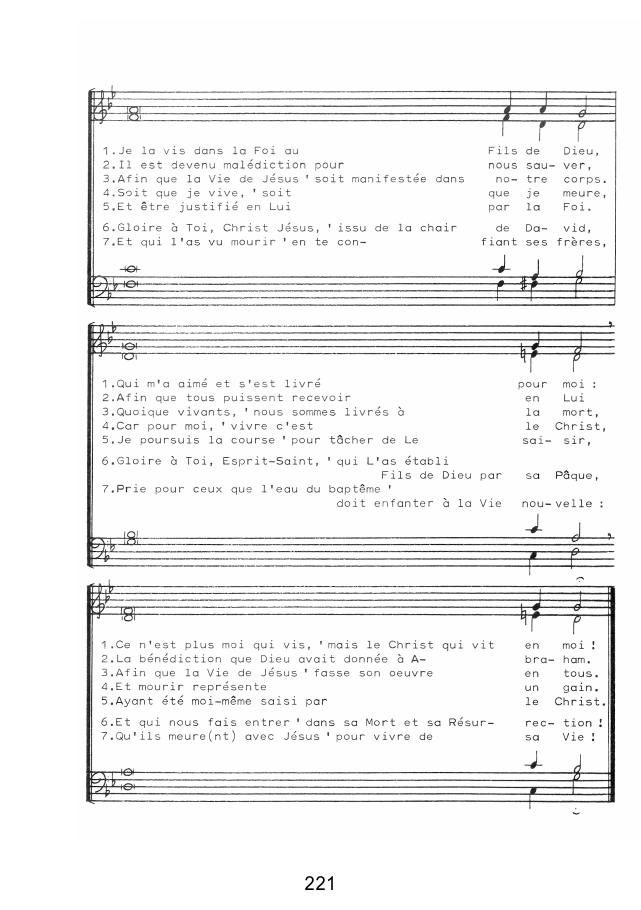 1.Je la vis dans la Foi au Fils de Dieu,
2.Il est devenu malédiction pour nous sau- ver,
3.Afin que la Vie de Jésus ' soit manifestée dans no- tre corps.
4.Soit que je vive, ' soit que je meure,
5.Et être justifié en Lui par la Foi.
6.Gloire à Toi, Christ Jésus, ' issu de la chair de Da- vid,
7.Et qui l'as vu mourir ' en te con- fiant ses frères,
1.Qui m'a aimé et s'est livré pour moi :
2.Afin que tous puissent recevoir en Lui
3.Quoique vivants, ' nous sommes livrés à la mort,
4.Car pour moi, ' vivre c'est le Christ,
5.Je poursuis la course ' pour tâcher de Le sai- sir,
6.Gloire à Toi, Esprit-Saint, ' qui L'as établi
Fils de Dieu par sa Pâque,
7.Prie pour ceux que l'eau du baptême '
doit enfanter à la Vie nou- velle :
1.Ce n'est plus moi qui vis, ' mais le Christ qui vit en moi !
2.La bénédiction que Dieu avait donnée à A- bra- ham.
3.Afin que la Vie de Jésus ' fasse son oeuvre en tous.
4.Et mourir représente un gain.
5.Ayant été moi-même saisi par le Christ.
6.Et qui nous fais entrer ' dans sa Mort et sa Résur- rec- tion !
7.Qu'ils meure(nt) avec Jésus ' pour vivre de sa Vie !
221